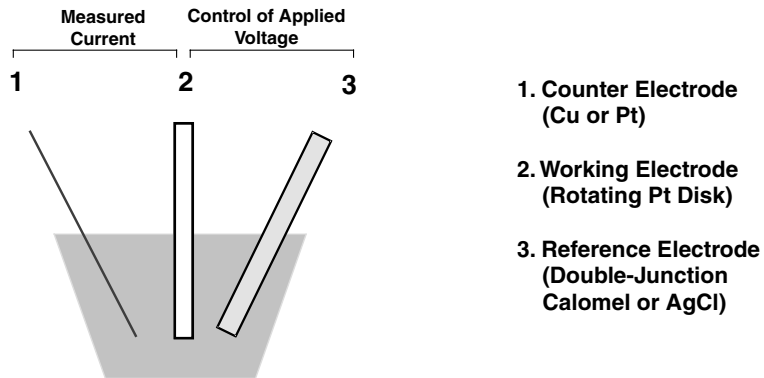 Measured
Current
Control of Applied
Voltage
1
2
3
1. Counter Electrode
(Cu or Pt)
2. Working Electrode
(Rotating Pt Disk)
3. Reference Electrode
(Double-Junction
Calomel or AgCl)